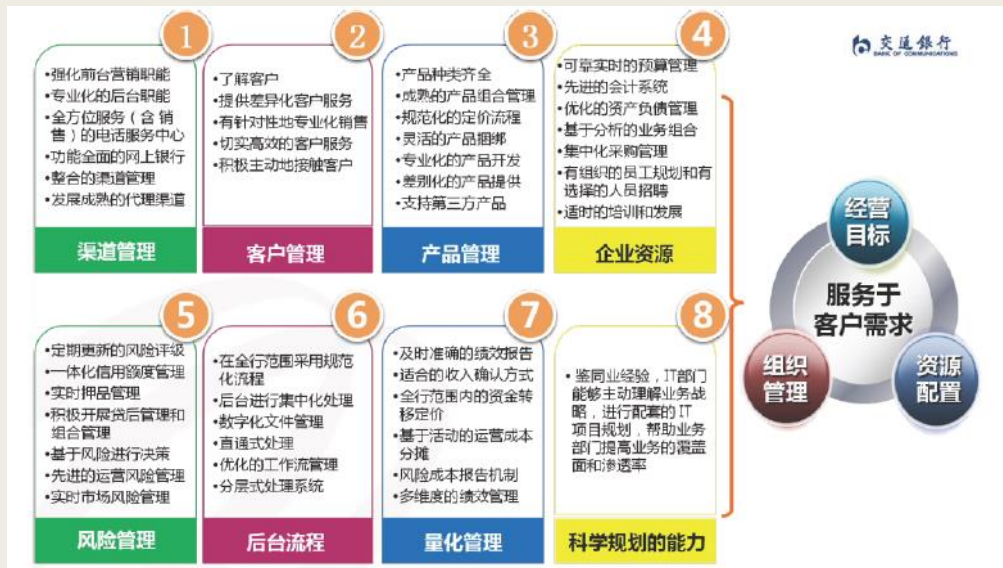 交通银行
BANK OF COMMUNICATIONS
1
•强化前台营销职能
•专业化的后台职能
•全方位服务（含销
售）的电话服务中心
•功能全面的网上银行
•整合的渠道管理
•发展成熟的代理渠道
渠道管理
2
•了解客户
•提供差异化客户服务
•有针对性地专业化销售
•切实高效的客户服务
•积极主动地接触客户
客户管理
3
•产品种类齐全
•成熟的产品组合管理
•规范化的定价流程
•灵活的产品捆绑
•专业化的产品开发
•差别化的产品提供
•支持第三方产品
产品管理
4
•可靠实时的预算管理
•先进的会计系统
•优化的资产负债管理
•基于分析的业务组合
•集中化采购管理
•有组织的员工规划和有
选择的人员招聘
•适时的培训和发展
企业资源
5
•定期更新的风险评级
•一体化信用额度管理
•实时押品管理
•积极开展贷后管理和
组合管理
•基于风险进行决策
•先进的运营风险管理
•实时市场风险管理
风险管理
6
•在全行范围采用规范
化流程
•后台进行集中化处理
•数字化文件管理
•直通式处理
•优化的工作流管理
•分层式处理系统
后台流程
7
•及时准确的绩效报告
•适合的收入确认方式
•全行范围内的资金转
移定价
•基于活动的运营成本
分摊
•风险成本报告机制
•多维度的绩效管理
量化管理
8
•鉴同业经验，IT部门
能够主动理解业务战
略，进行配套的IT
项目规划，帮助业务
部门提高业务的覆盖
面和渗透率
科学规划的能力
经营
目标
服务于
客户需求
组织
管理
资源
配置